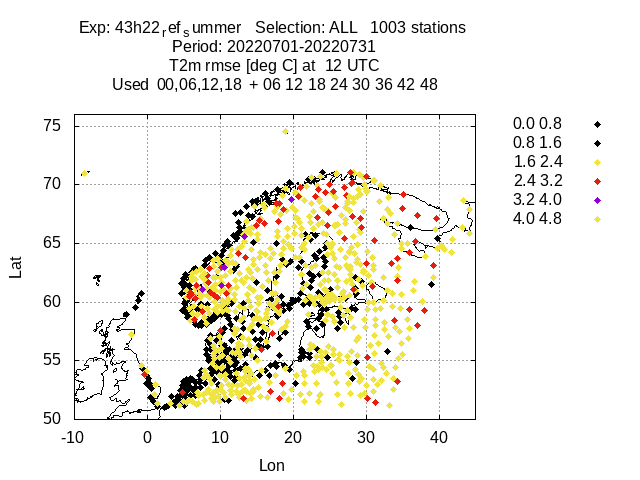 Exp: 43h22ref summer   Selection: ALL   1003 stations
Period: 20220701-20220731
T2m rmse [deg C] at  12 UTC
Used  00,06,12,18  + 06 12 18 24 30 36 42 48
0.0 0.8
0.8 1.6
1.6 2.4
2.4 3.2
3.2 4.0
4.0 4.8
75
70
65
60
55
50
Lat
-10 0 10 20 30 40
Lon